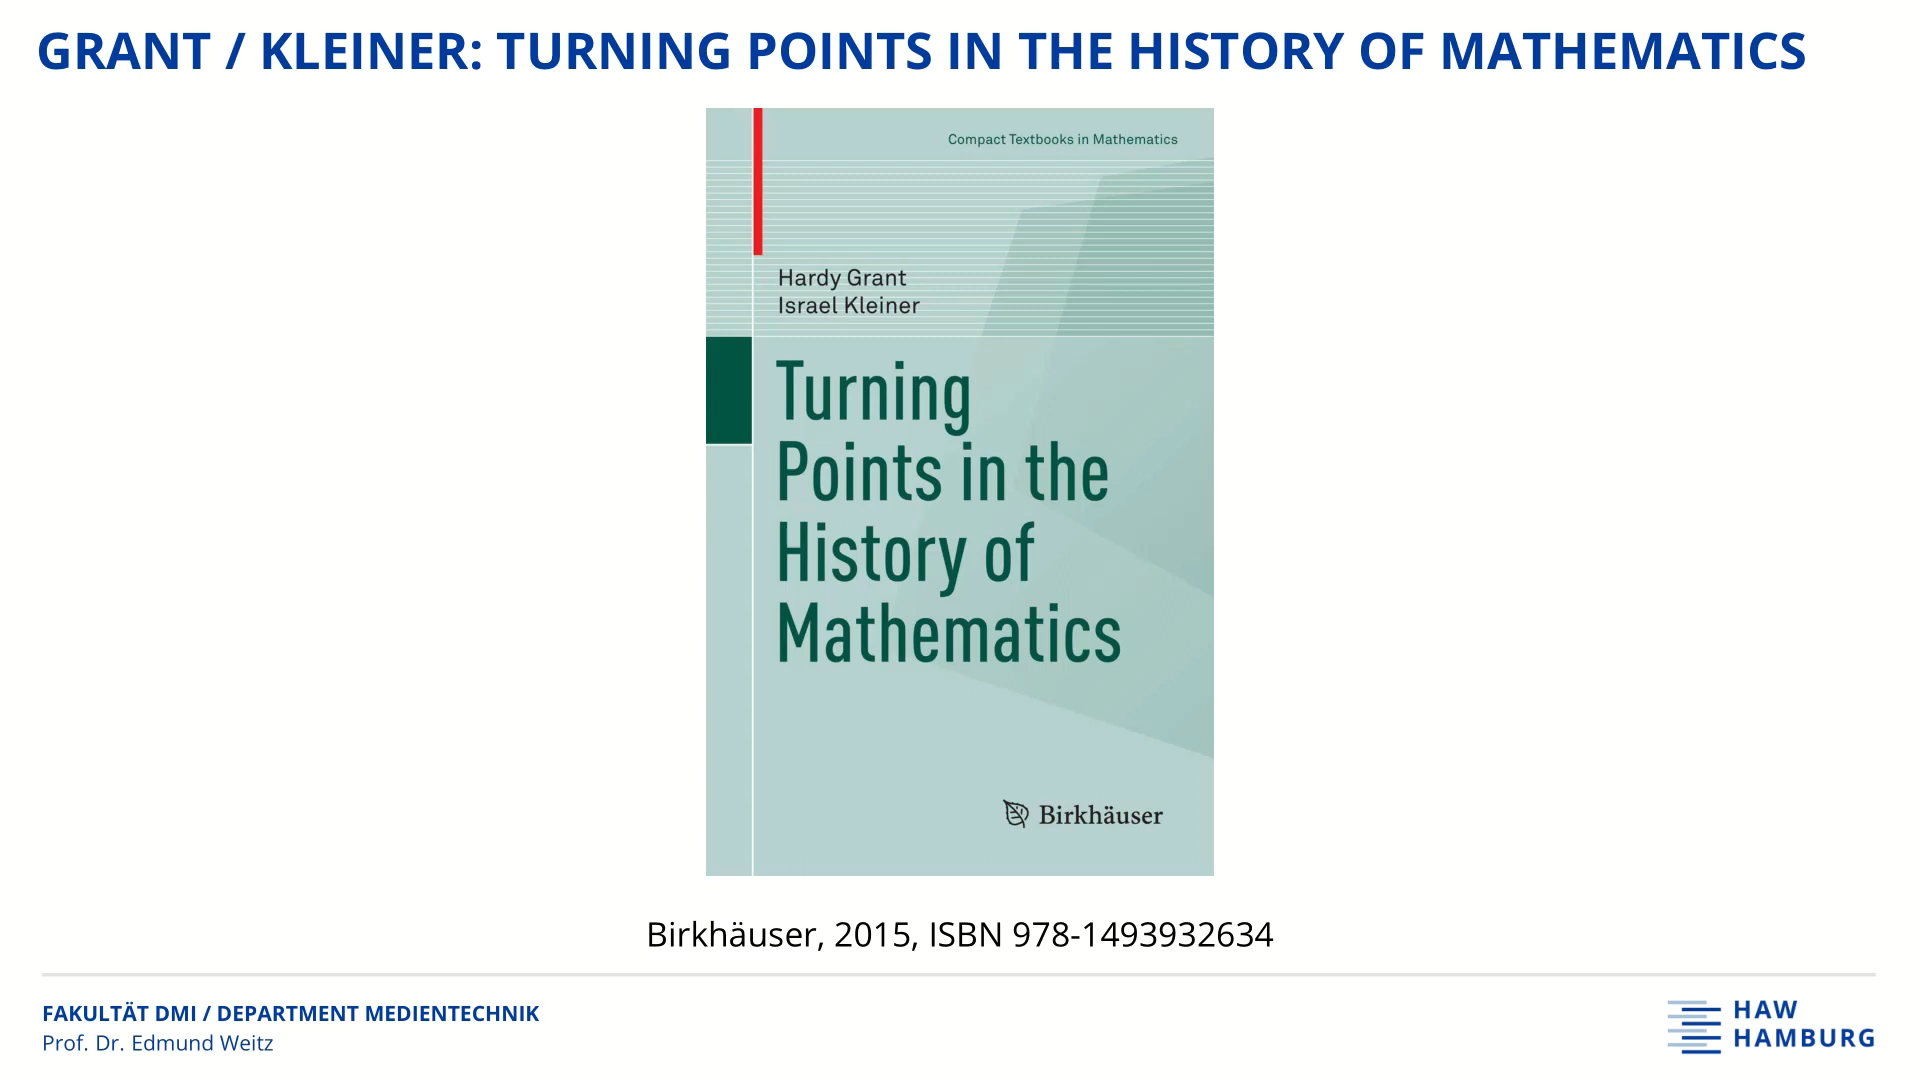 GRANT / KLEINER: TURNING POINTS IN THE HISTORY OF MATHEMATICS
Compact Textbooks in Mathematics
Hardy Grant
Israel Kleiner
Turning
Points in the
History of
Mathematics
Birkhäuser
Birkhäuser, 2015, ISBN 978-1493932634
FAKULTÄT DMI / DEPARTMENT MEDIENTECHNIK
Prof. Dr. Edmund Weitz
HAW
HAMBURG